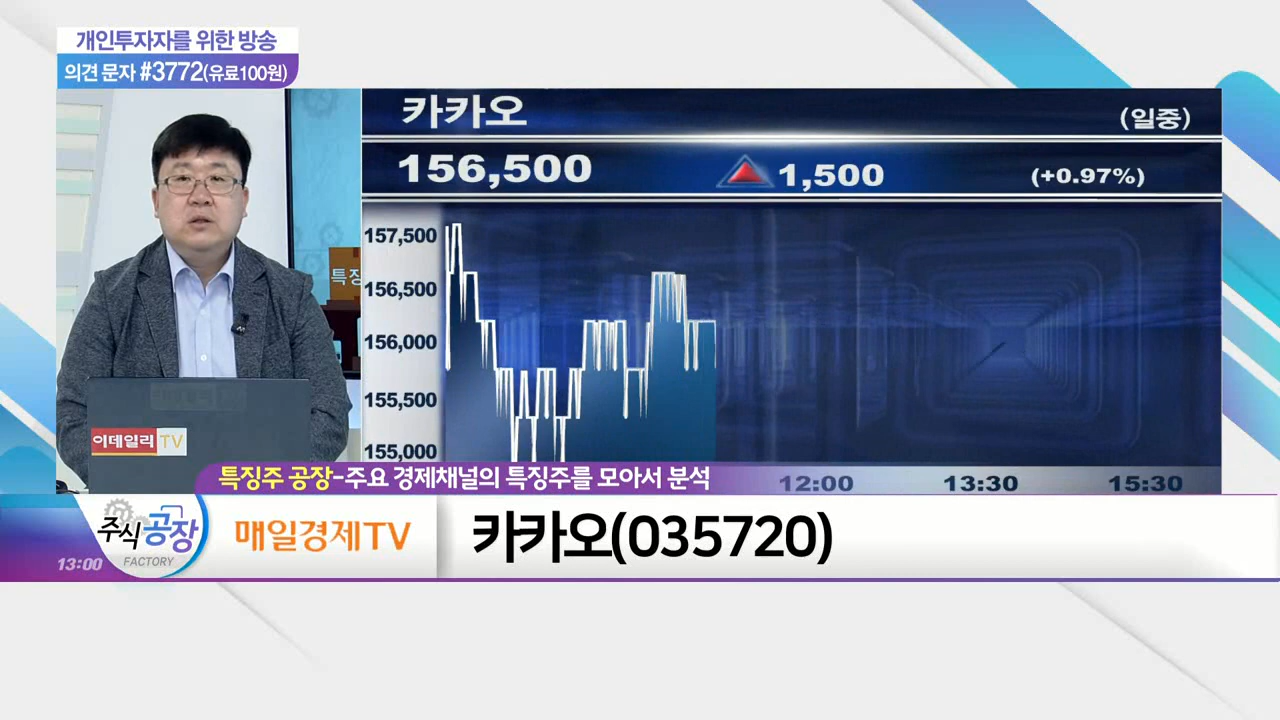 개인투자자를 위한 방송
의견 문자 #3772(유료100원)
카카오
(일중)
156,500
1,500
(+0.97%)
157,500
156,500
156,000
155,500
155,000
12:00
13:30
15:30
특징
이데일리TV
특징주 공장-주요 경제채널의 특징주를 모아서 분석
13:00
주식공장
FACTORY
매일경제TV
카카오(035720)